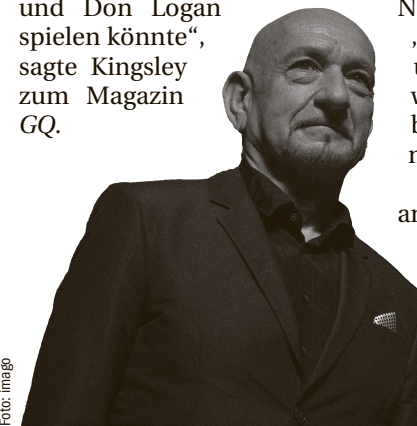 und Don Logan
spielen könnte“,
sagte Kingsley
zum Magazin
GQ.
Foto: imago